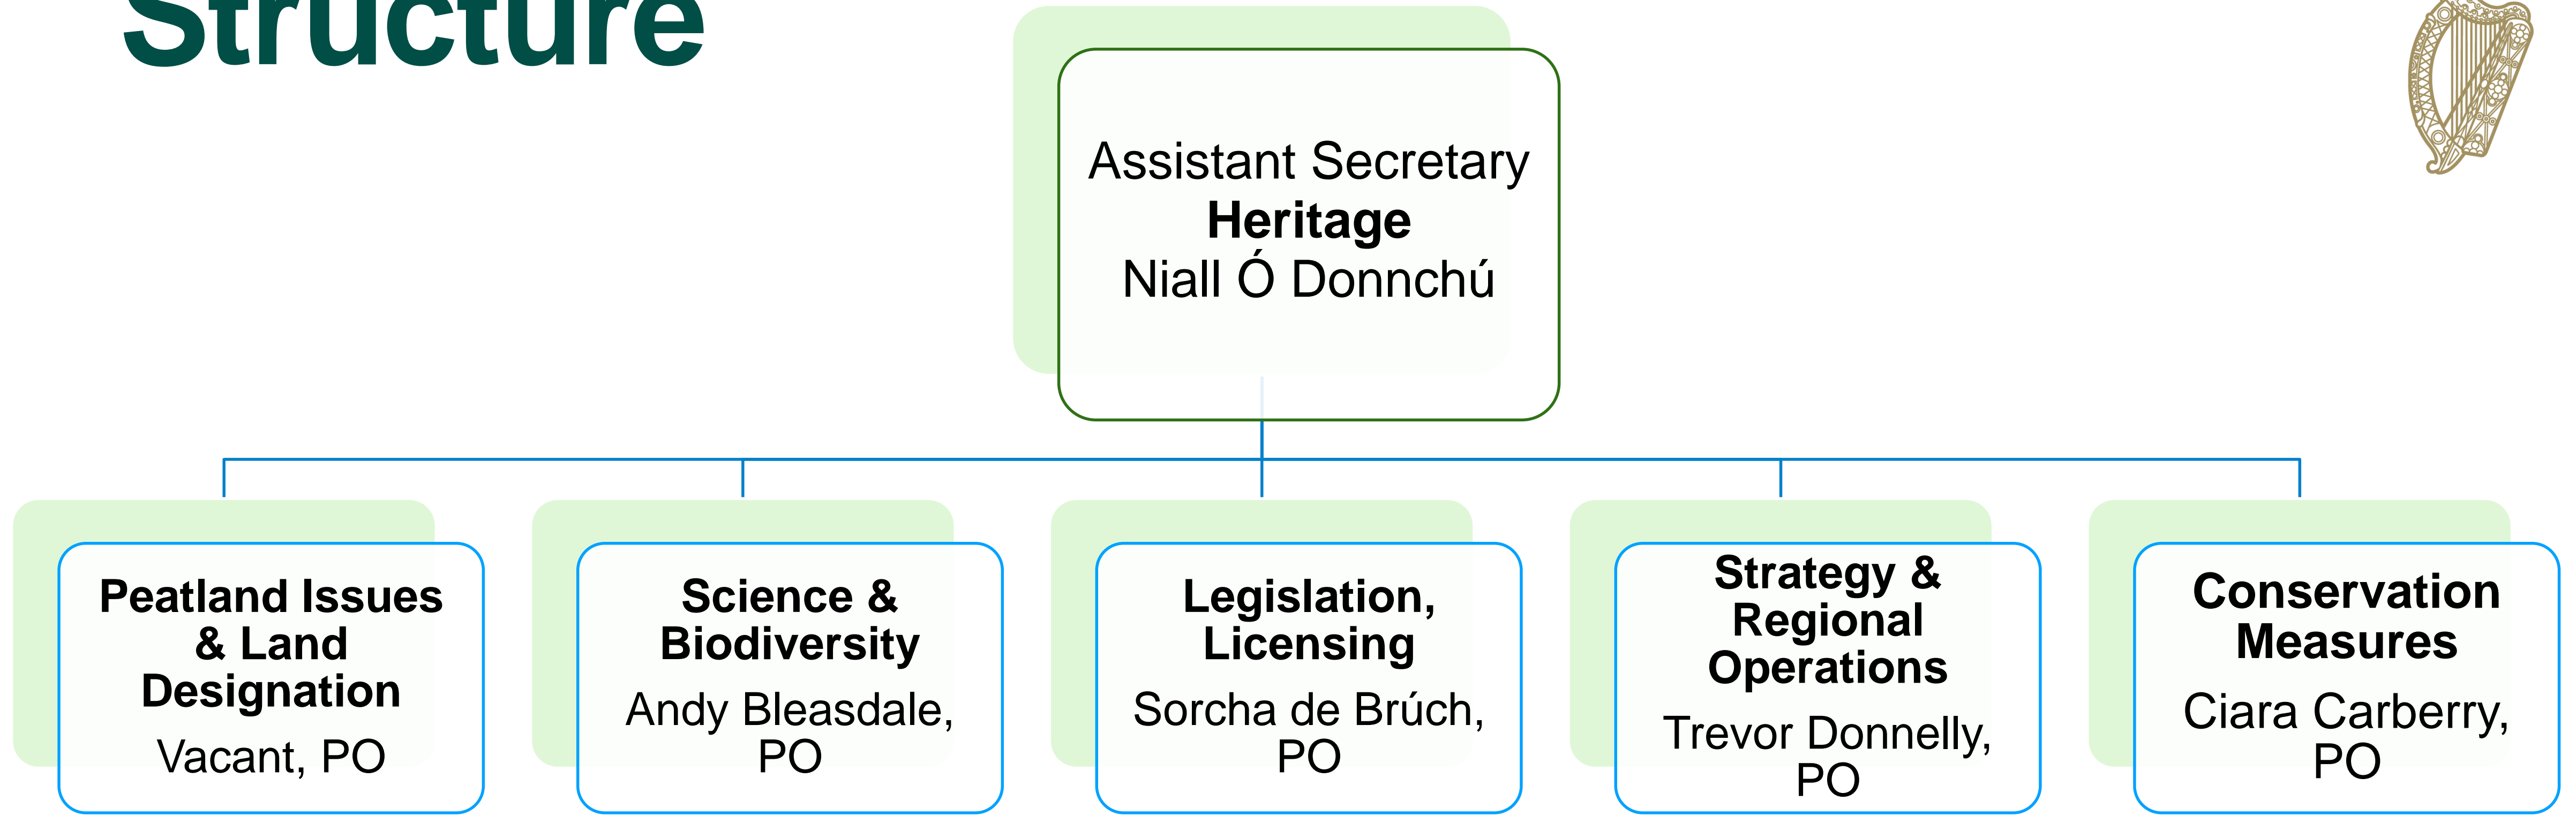 Structure
Assistant Secretary
Heritage
Niall Ó Donnchú
Peatland Issues
& Land
Designation
Vacant, PO
Science &
Biodiversity
Andy Bleasdale,
PO
Legislation,
Licensing
Sorcha de Brúch,
PO
Strategy &
Regional
Operations
Trevor Donnelly,
PO
Conservation
Measures
Ciara Carberry,
PO